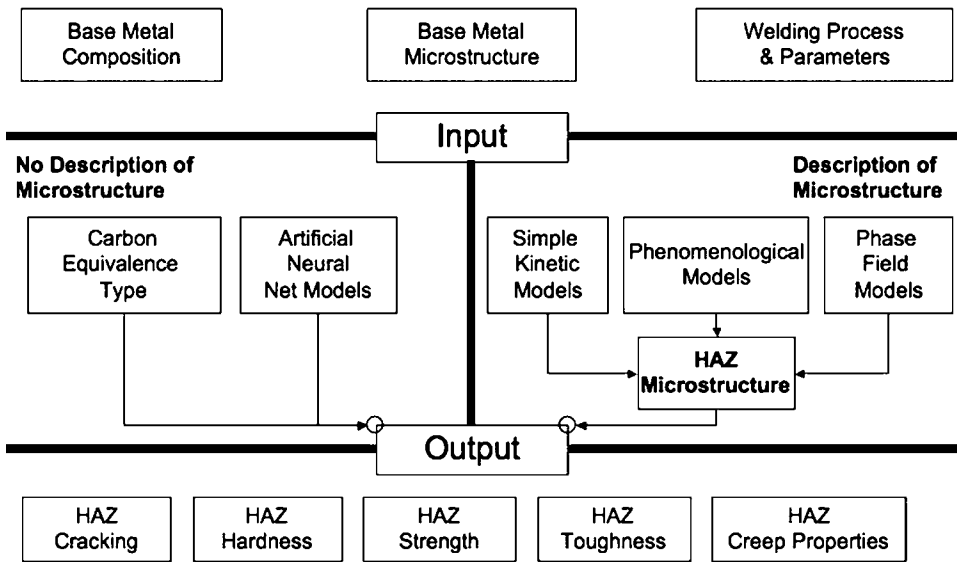 Base Metal
Composition
Base Metal
Microstructure
Welding Process
& Parameters
Input
No Description of
Microstructure
Description of
Microstructure
Carbon
Equivalence
Type
Artificial
Neural
Net Models
Simple
Kinetic
Models
Phenomenological
Models
Phase
Field
Models
HAZ
Microstructure
Output
HAZ
Cracking
HAZ
Hardness
HAZ
Strength
HAZ
Toughness
HAZ
Creep Properties